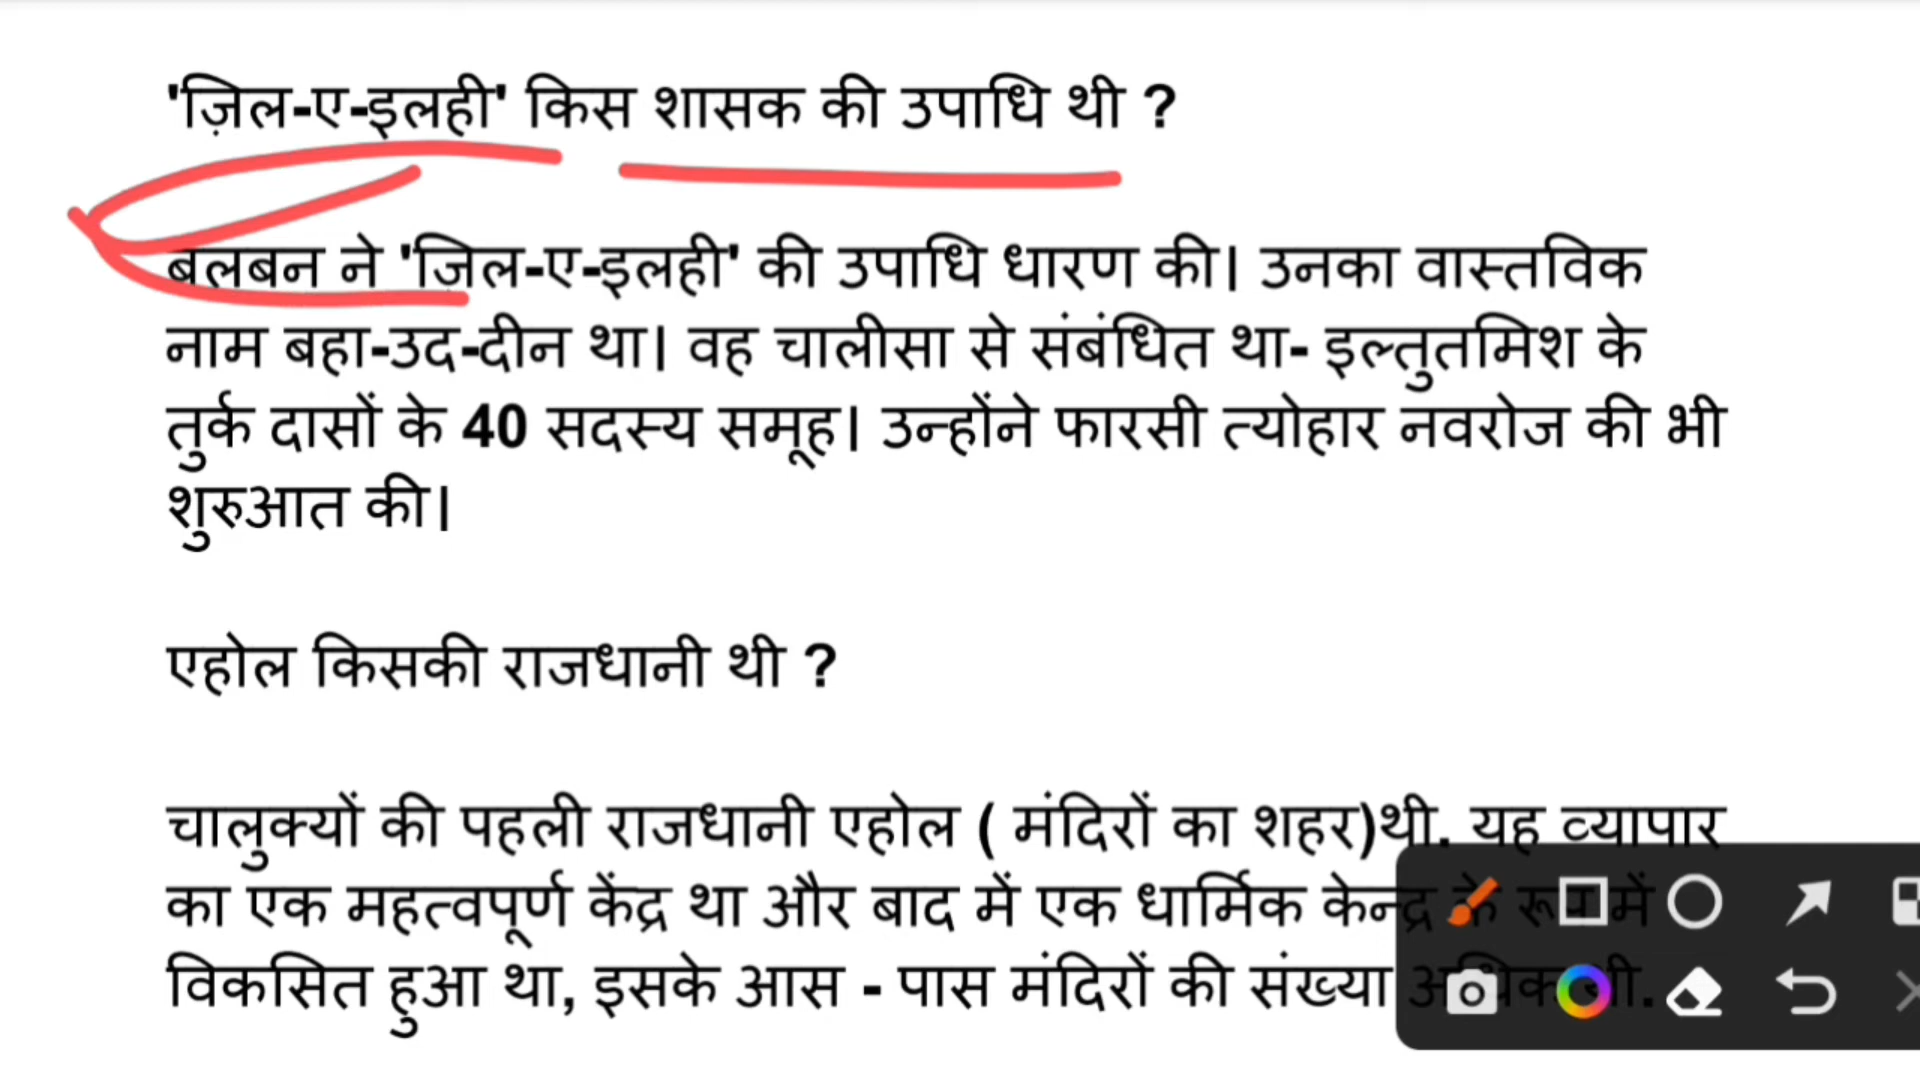 'ज़िल-ए-इलही' किस शासक की उपाधि थी ?
बलबन ने 'ज़िल-ए-इलही' की उपाधि धारण की। उनका वास्तविक
नाम बहा-उद-दीन था। वह चालीसा से संबंधित था- इल्तुतमिश के
तुर्क दासों के 40 सदस्य समूह। उन्होंने फारसी त्योहार नवरोज की भी
शुरुआत की।
एहोल किसकी राजधानी थी ?
चालुक्यों की पहली राजधानी एहोल ( मंदिरों का शहर)थी. यह व्यापार
का एक महत्वपूर्ण केंद्र था और बाद में एक धार्मिक केन्द्र के रूप में
विकसित हुआ था, इसके आस - पास मंदिरों की संख्या अधिक थी.